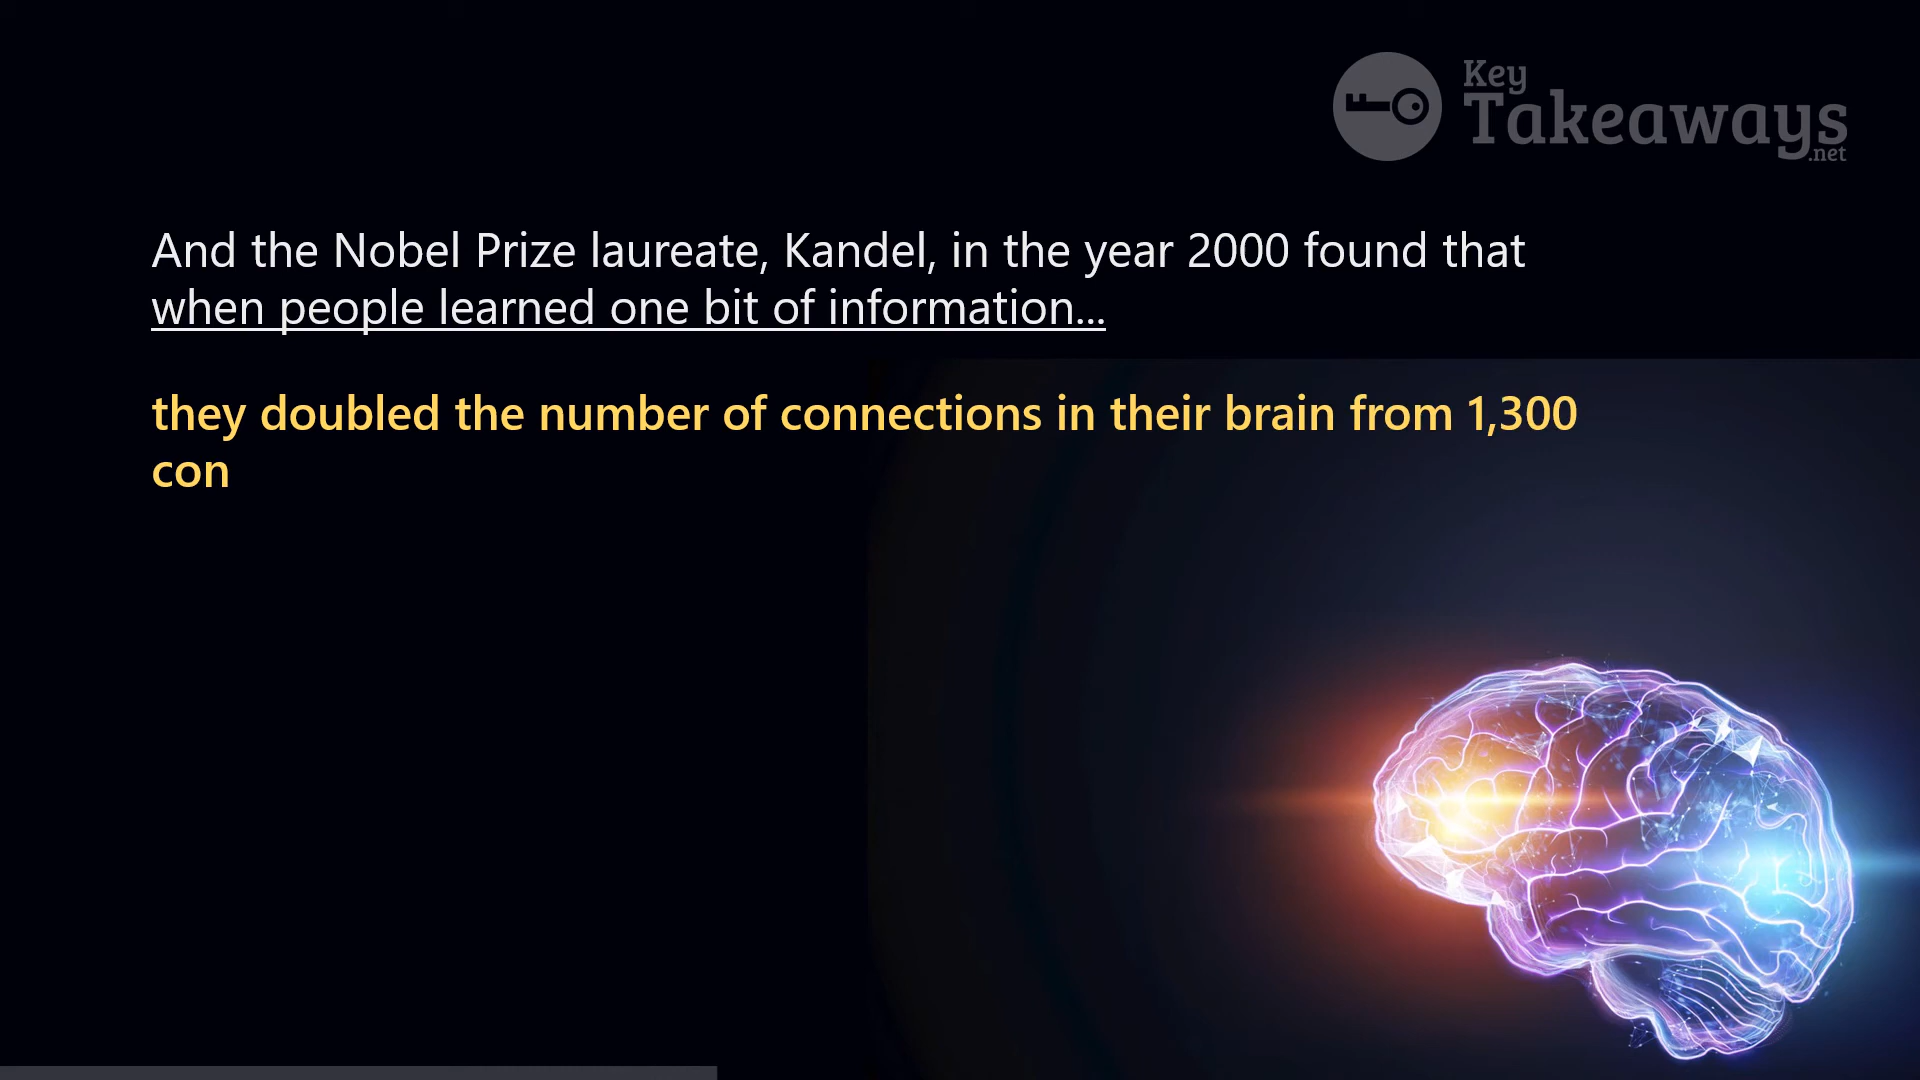 Key
Takeaways
.net
And the Nobel Prize laureate, Kandel, in the year 2000 found that
when people learned one bit of information...
they doubled the number of connections in their brain from 1,300
con